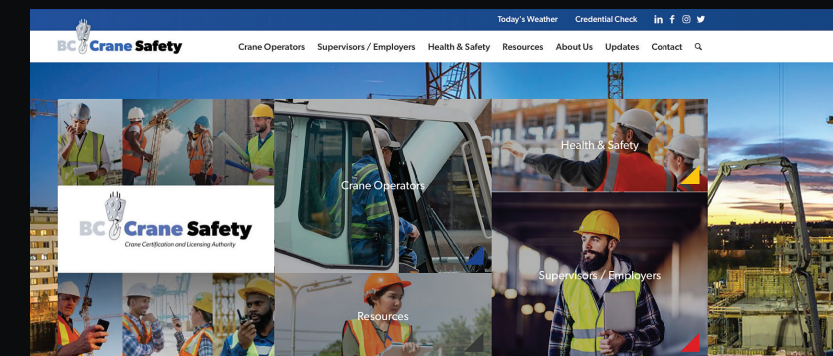 Today's Weather Credential Check
BC Crane Safety
Crane Operators Supervisors / Employers Health & Safety Resources About Us Updates Contact
Health & Safety
Crane Operators
BC Crane Safety
Crane Certification and Licensing Authority
Supervisors / Employers
Resources